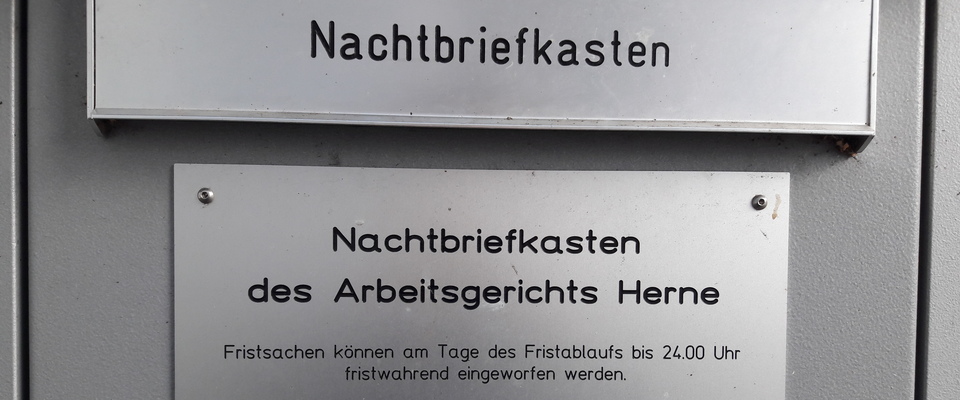 Nachtbriefkasten
Nachtbriefkasten
des Arbeitsgerichts Herne
Fristsachen können am Tage des Fristablaufs bis 24.00 Uhr
fristwahrend eingeworfen werden.